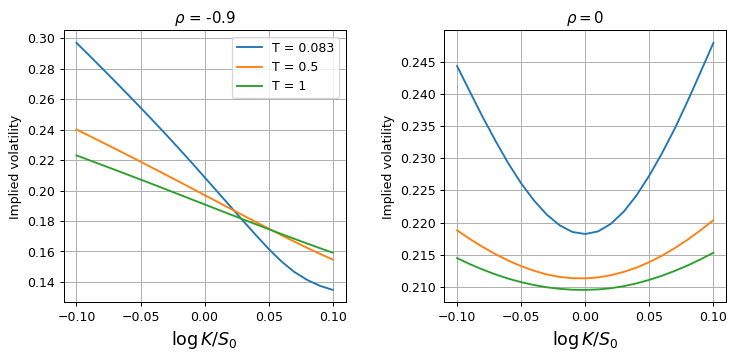 ρ = -0.9
ρ = 0
Implied volatility
0.30
0.28
0.26
0.24
0.22
0.20
0.18
0.16
0.14
T = 0.083
T = 0.5
T = 1
−0.10 −0.05 0.00 0.05 0.10
log K/S₀
Implied volatility
0.245
0.240
0.235
0.230
0.225
0.220
0.215
0.210
−0.10 −0.05 0.00 0.05 0.10
log K/S₀